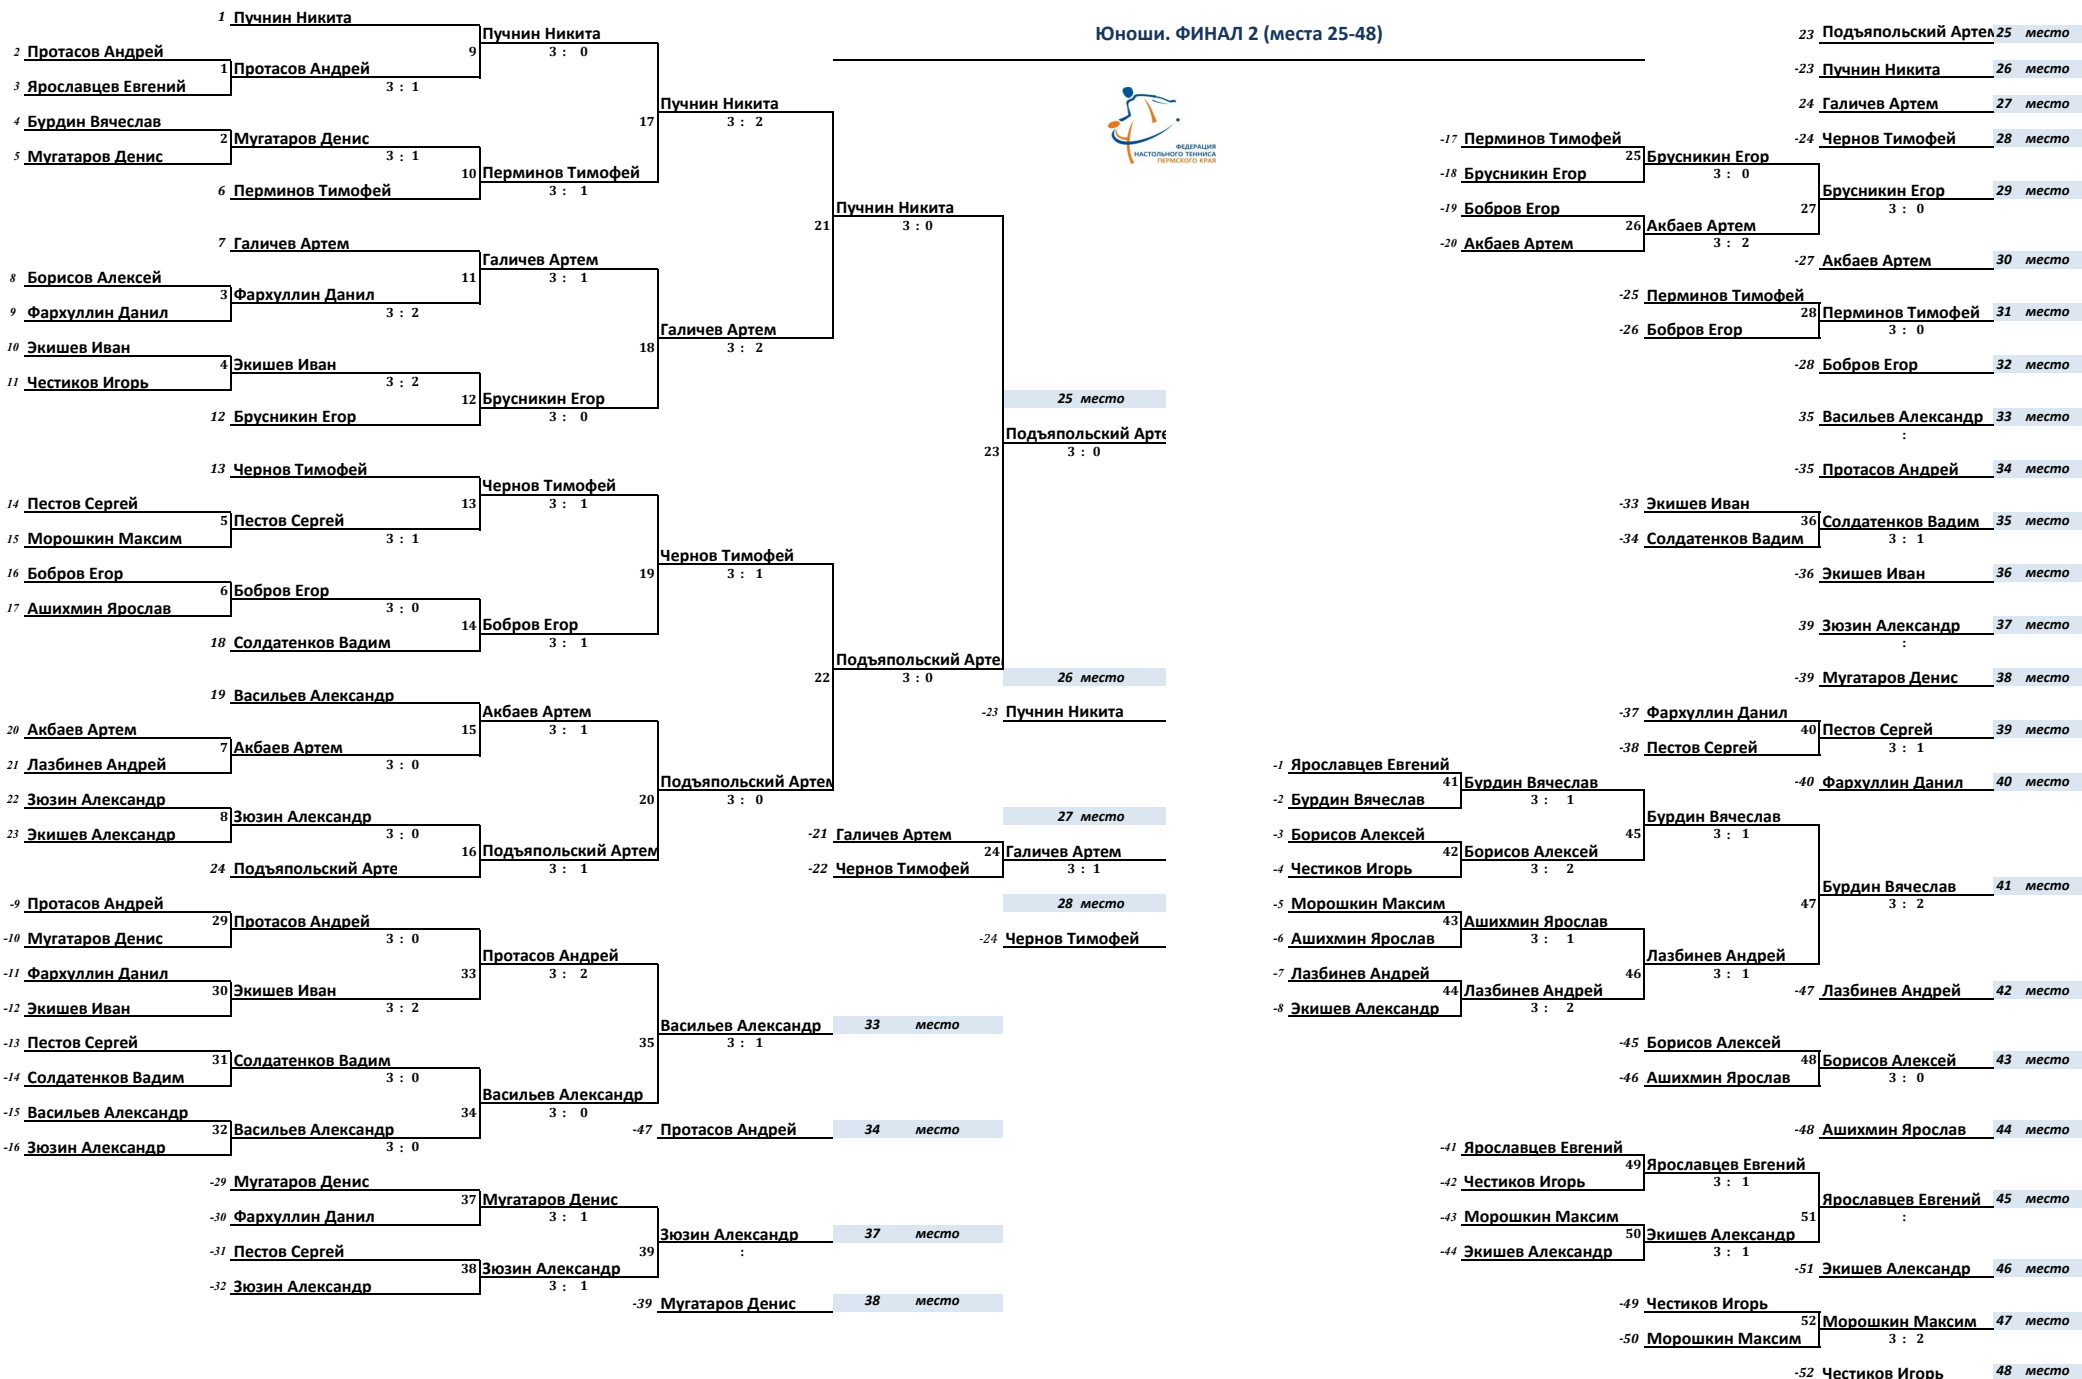 Юноши. ФИНАЛ 2 (места 25-48)
ФЕДЕРАЦИЯ
НАСТОЛЬНОГО ТЕННИСА
ПЕРМСКОГО КРАЯ
1 Пучнин Никита
2 Протасов Андрей
3 Ярославцев Евгений
1 Протасов Андрей
3 : 1
9 Пучнин Никита
3 : 0
4 Бурдин Вячеслав
5 Мугатаров Денис
2 Мугатаров Денис
3 : 1
6 Перминов Тимофей
10 Перминов Тимофей
3 : 1
17 Пучнин Никита
3 : 2
7 Галичев Артем
8 Борисов Алексей
9 Фархуллин Данил
3 Фархуллин Данил
3 : 2
11 Галичев Артем
3 : 1
10 Экишев Иван
11 Честиков Игорь
4 Экишев Иван
3 : 2
12 Брусникин Егор
12 Брусникин Егор
3 : 0
18 Галичев Артем
3 : 2
21 Пучнин Никита
3 : 0
13 Чернов Тимофей
14 Пестов Сергей
15 Морошкин Максим
5 Пестов Сергей
3 : 1
13 Чернов Тимофей
3 : 1
16 Бобров Егор
17 Ашихмин Ярослав
6 Бобров Егор
3 : 0
18 Солдатенков Вадим
14 Бобров Егор
3 : 1
19 Чернов Тимофей
3 : 1
19 Васильев Александр
20 Акбаев Артем
21 Лазбинев Андрей
7 Акбаев Артем
3 : 0
15 Акбаев Артем
3 : 1
22 Зюзин Александр
23 Экишев Александр
8 Зюзин Александр
3 : 0
24 Подъяпольский Арте
16 Подъяпольский Артем
3 : 1
20 Подъяпольский Артем
3 : 0
22 Подъяпольский Арте
3 : 0
25 место
23 Подъяпольский Арте
3 : 0
26 место
-23 Пучнин Никита
27 место
-21 Галичев Артем
-22 Чернов Тимофей
24 Галичев Артем
3 : 1
28 место
-24 Чернов Тимофей
-9 Протасов Андрей
-10 Мугатаров Денис
29 Протасов Андрей
3 : 0
-11 Фархуллин Данил
-12 Экишев Иван
30 Экишев Иван
3 : 2
33 Протасов Андрей
3 : 2
-13 Пестов Сергей
-14 Солдатенков Вадим
31 Солдатенков Вадим
3 : 0
-15 Васильев Александр
-16 Зюзин Александр
32 Васильев Александр
3 : 0
34 Васильев Александр
3 : 0
35 Васильев Александр 33 место
3 : 1
-47 Протасов Андрей 34 место
-29 Мугатаров Денис
-30 Фархуллин Данил
37 Мугатаров Денис
3 : 1
-31 Пестов Сергей
-32 Зюзин Александр
38 Зюзин Александр
3 : 1
39 Зюзин Александр 37 место
:
-39 Мугатаров Денис 38 место
23 Подъяпольский Артем 25 место
-23 Пучнин Никита 26 место
24 Галичев Артем 27 место
-24 Чернов Тимофей 28 место
-17 Перминов Тимофей
-18 Брусникин Егор
25 Брусникин Егор
3 : 0
-19 Бобров Егор
-20 Акбаев Артем
26 Акбаев Артем
3 : 2
27 Брусникин Егор 29 место
3 : 0
-27 Акбаев Артем 30 место
-25 Перминов Тимофей
-26 Бобров Егор
28 Перминов Тимофей 31 место
3 : 0
-28 Бобров Егор 32 место
35 Васильев Александр 33 место
:
-35 Протасов Андрей 34 место
-33 Экишев Иван
-34 Солдатенков Вадим
36 Солдатенков Вадим 35 место
3 : 1
-36 Экишев Иван 36 место
39 Зюзин Александр 37 место
:
-39 Мугатаров Денис 38 место
-37 Фархуллин Данил
-38 Пестов Сергей
40 Пестов Сергей 39 место
3 : 1
-40 Фархуллин Данил 40 место
-1 Ярославцев Евгений
-2 Бурдин Вячеслав
41 Бурдин Вячеслав
3 : 1
-3 Борисов Алексей
-4 Честиков Игорь
42 Борисов Алексей
3 : 2
45 Бурдин Вячеслав
3 : 1
-5 Морошкин Максим
-6 Ашихмин Ярослав
43 Ашихмин Ярослав
3 : 1
-7 Лазбинев Андрей
-8 Экишев Александр
44 Лазбинев Андрей
3 : 2
46 Лазбинев Андрей
3 : 1
47 Бурдин Вячеслав 41 место
3 : 2
-47 Лазбинев Андрей 42 место
-45 Борисов Алексей
-46 Ашихмин Ярослав
48 Борисов Алексей 43 место
3 : 0
-48 Ашихмин Ярослав 44 место
-41 Ярославцев Евгений
-42 Честиков Игорь
49 Ярославцев Евгений
3 : 1
-43 Морошкин Максим
-44 Экишев Александр
50 Экишев Александр
3 : 1
51 Ярославцев Евгений 45 место
:
-51 Экишев Александр 46 место
-49 Честиков Игорь
-50 Морошкин Максим
52 Морошкин Максим 47 место
3 : 2
-52 Честиков Игорь 48 место